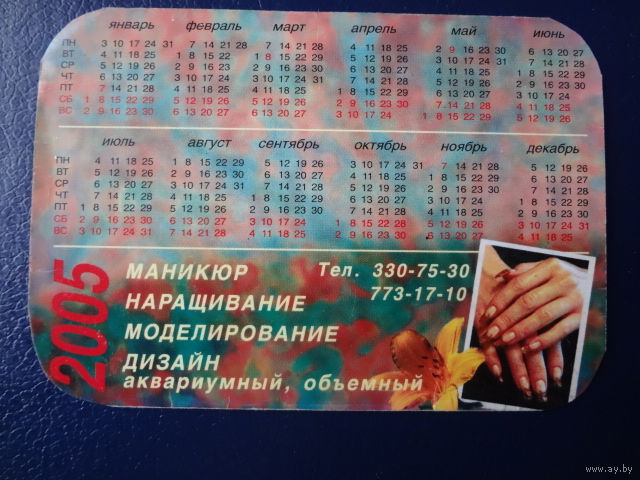 январь февраль март апрель май июнь
ПН 3 10 17 24 31 7 14 21 28 7 14 21 28 4 11 18 25 2 9 16 23 30 6 13 20 27
ВТ 4 11 18 25 1 8 15 22 1 8 15 22 29 5 12 19 26 3 10 17 24 31 7 14 21 28
СР 5 12 19 26 2 9 16 23 2 9 16 23 30 6 13 20 27 4 11 18 25 1 8 15 22 29
ЧТ 6 13 20 27 3 10 17 24 3 10 17 24 31 7 14 21 28 5 12 19 26 2 9 16 23 30
ПТ 7 14 21 28 4 11 18 25 4 11 18 25 1 8 15 22 29 6 13 20 27 3 10 17 24
СБ 1 8 15 22 29 5 12 19 26 5 12 19 26 2 9 16 23 30 7 14 21 28 4 11 18 25
ВС 2 9 16 23 30 6 13 20 27 6 13 20 27 3 10 17 24 1 8 15 22 29 5 12 19 26
июль август сентябрь октябрь ноябрь декабрь
ПН 4 11 18 25 1 8 15 22 29 5 12 19 26 3 10 17 24 31 7 14 21 28 5 12 19 26
ВТ 5 12 19 26 2 9 16 23 30 6 13 20 27 4 11 18 25 1 8 15 22 29 6 13 20 27
СР 6 13 20 27 3 10 17 24 31 7 14 21 28 5 12 19 26 2 9 16 23 30 7 14 21 28
ЧТ 7 14 21 28 4 11 18 25 1 8 15 22 29 6 13 20 27 3 10 17 24 1 8 15 22 29
ПТ 1 8 15 22 29 5 12 19 26 2 9 16 23 30 7 14 21 28 4 11 18 25 2 9 16 23 30
СБ 2 9 16 23 30 6 13 20 27 3 10 17 24 1 8 15 22 29 5 12 19 26 3 10 17 24 31
ВС 3 10 17 24 31 7 14 21 28 4 11 18 25 2 9 16 23 30 6 13 20 27 4 11 18 25
2005
МАНИКЮР Тел. 330-75-30
773-17-10
НАРАЩИВАНИЕ
МОДЕЛИРОВАНИЕ
ДИЗАЙН
аквариумный, объемный
www.ay.by